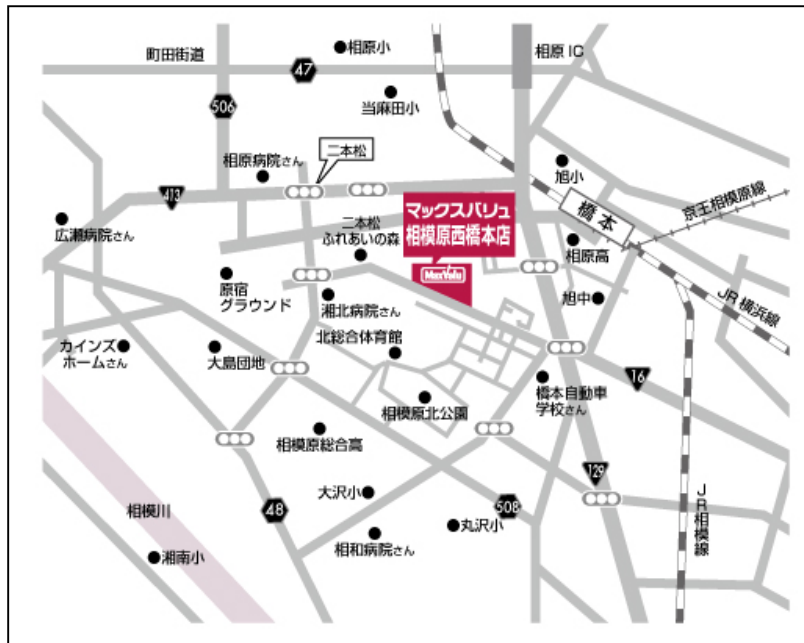 町田街道
47
相原小
相原IC
506
当麻田小
二本松
相原病院さん
旭小
413
マックスバリュ
相模原西橋本店
MaxValu
橋本
京王相模原線
広瀬病院さん
二本松
ふれあいの森
相原高
原宿
グラウンド
湘北病院さん
旭中
JR横浜線
北総合体育館
カインズ
ホームさん
大島団地
16
橋本自動車
学校さん
相模原北公園
相模原総合高
129
大沢小
相模川
48
508
丸沢小
JR相模線
相和病院さん
湘南小